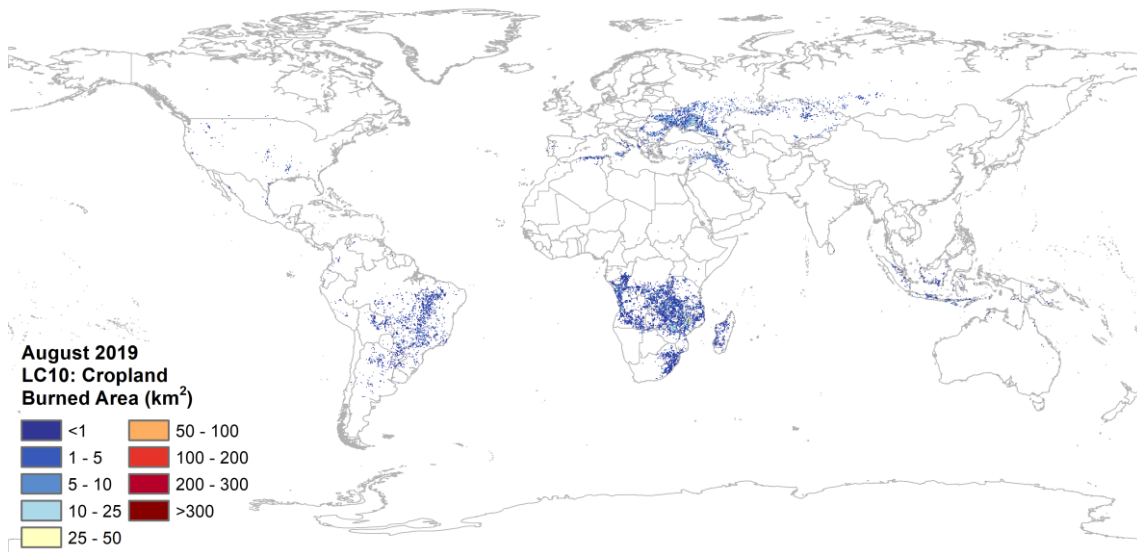 August 2019
LC10: Cropland
Burned Area (km²)
<1
50 - 100
1 - 5
100 - 200
5 - 10
200 - 300
10 - 25
>300
25 - 50